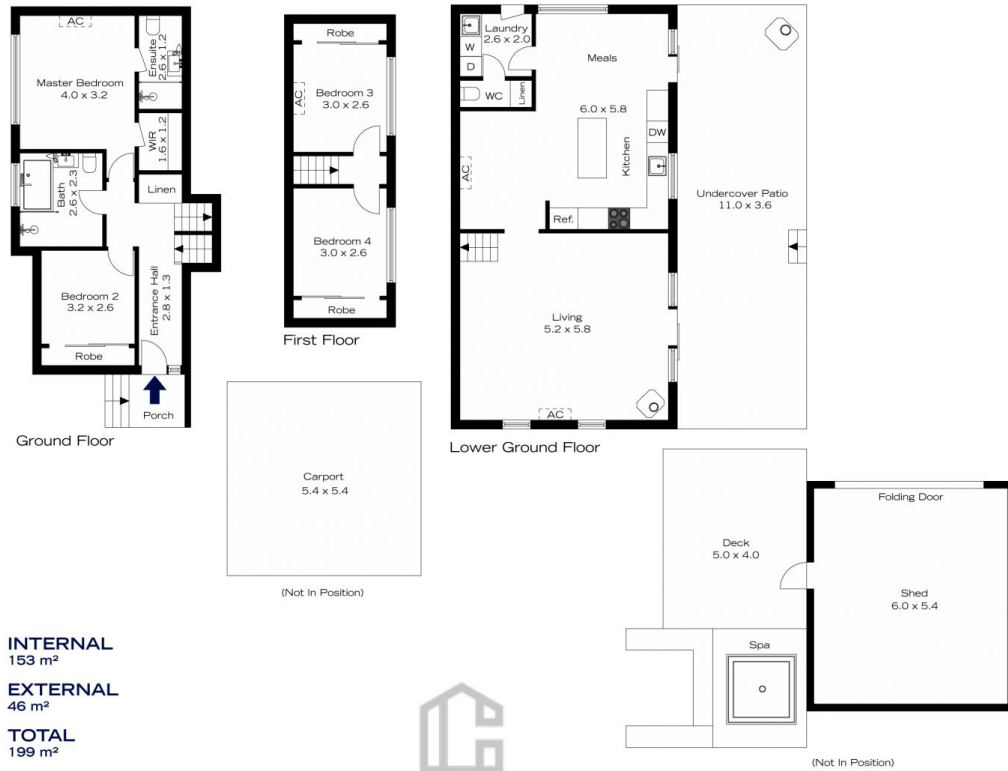 AC
Master Bedroom
4.0 x 3.2
Ensuite
2.6 x 1.2
WIR
1.6 x 1.2
Bath
2.6 x 2.3
Linen
Entrance Hall
2.8 x 1.3
Bedroom 2
3.2 x 2.6
Robe
Porch
Ground Floor
Robe
Bedroom 3
3.0 x 2.6
AC
Bedroom 4
3.0 x 2.6
Robe
First Floor
Laundry
2.6 x 2.0
W
D
WC
Linen
Meals
6.0 x 5.8
Kitchen
DW
AC
Ref.
Living
5.2 x 5.8
AC
Undercover Patio
11.0 x 3.6
Lower Ground Floor
Carport
5.4 x 5.4
(Not In Position)
Deck
5.0 x 4.0
Folding Door
Shed
6.0 x 5.4
Spa
(Not In Position)
INTERNAL
153 m²
EXTERNAL
46 m²
TOTAL
199 m²